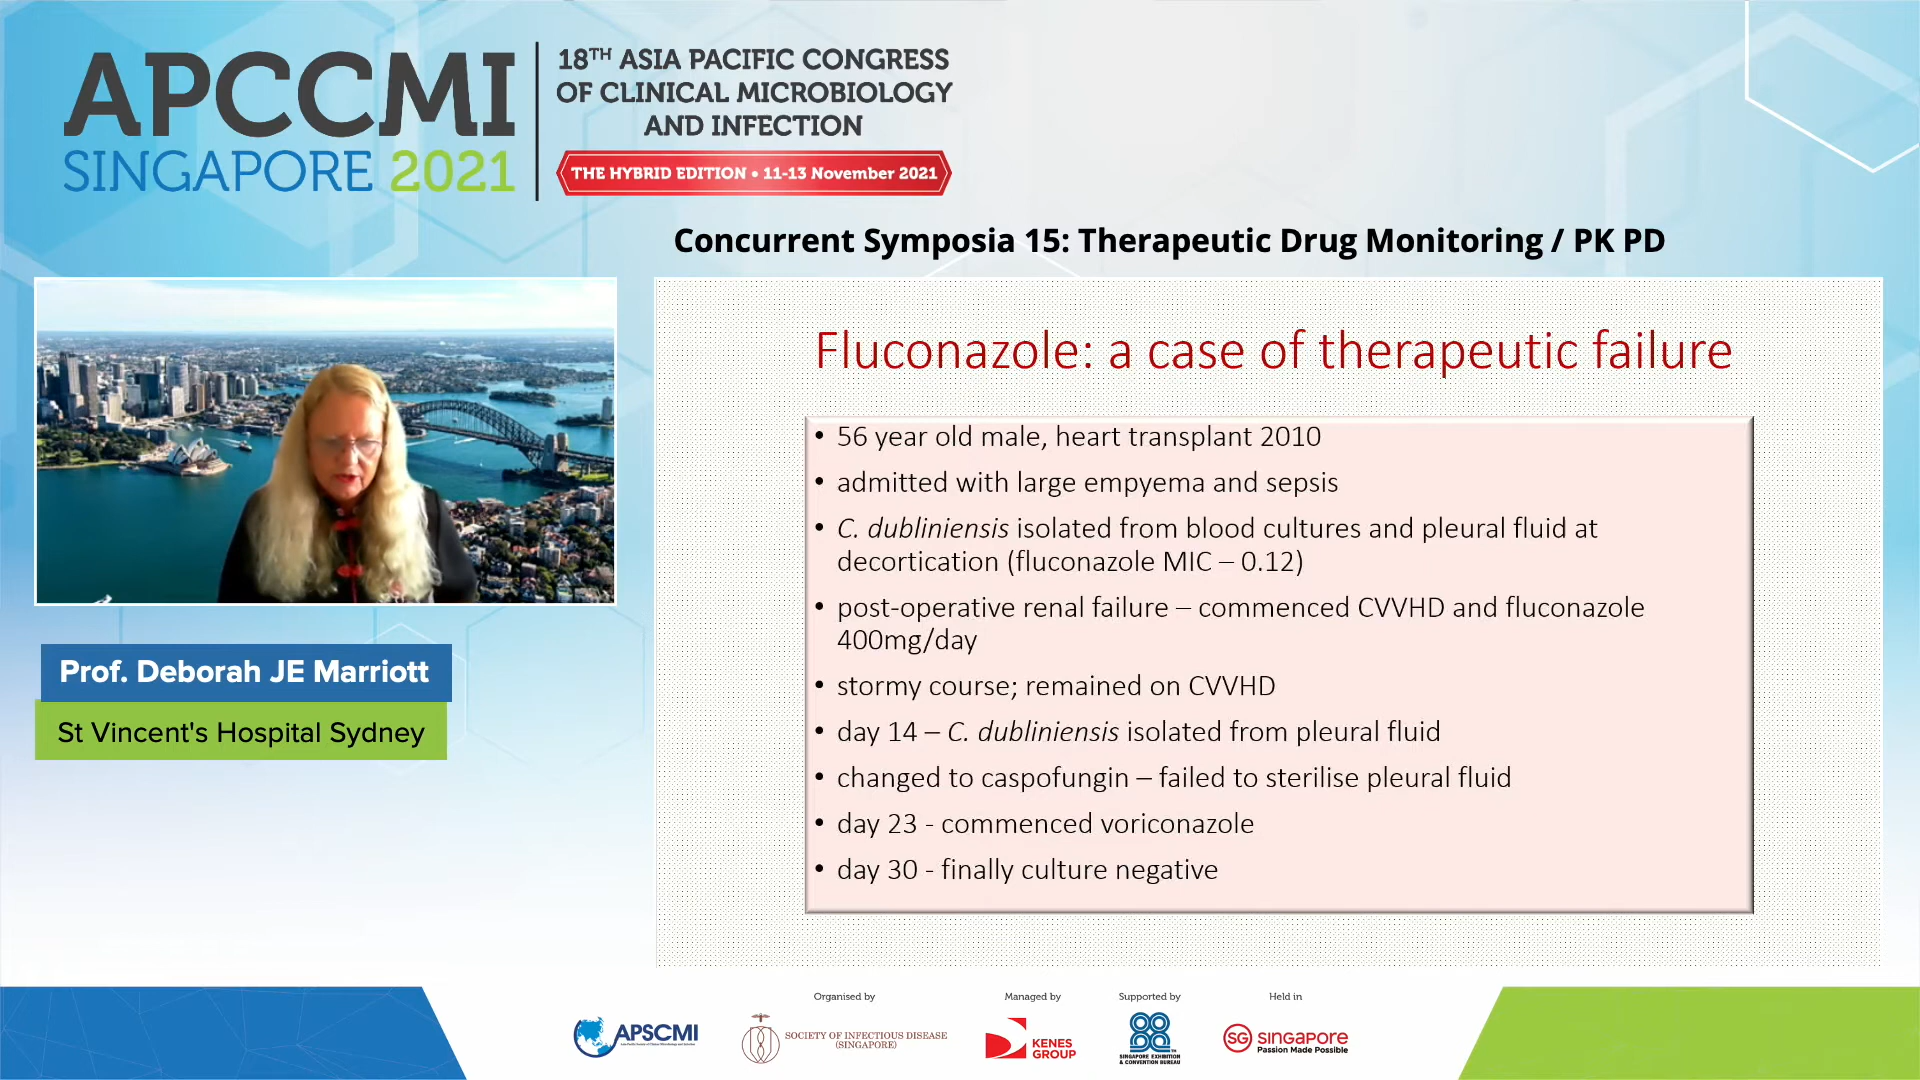 APCCMI
SINGAPORE 2021
18TH ASIA PACIFIC CONGRESS
OF CLINICAL MICROBIOLOGY
AND INFECTION
THE HYBRID EDITION • 11-13 November 2021
Concurrent Symposia 15: Therapeutic Drug Monitoring / PK PD
Prof. Deborah JE Marriott
St Vincent's Hospital Sydney
Fluconazole: a case of therapeutic failure
• 56 year old male, heart transplant 2010
• admitted with large empyema and sepsis
• C. dubliniensis isolated from blood cultures and pleural fluid at
decortication (fluconazole MIC – 0.12)
• post-operative renal failure – commenced CVVHD and fluconazole
400mg/day
• stormy course; remained on CVVHD
• day 14 – C. dubliniensis isolated from pleural fluid
• changed to caspofungin – failed to sterilise pleural fluid
• day 23 - commenced voriconazole
• day 30 - finally culture negative
Organised by
Managed by
Supported by
Held in
APSCMI
SOCIETY OF INFECTIOUS DISEASE
(SINGAPORE)
KENES
GROUP
SINGAPORE EXHIBITION
& CONVENTION BUREAU
SG SINGAPORE
Passion Made Possible